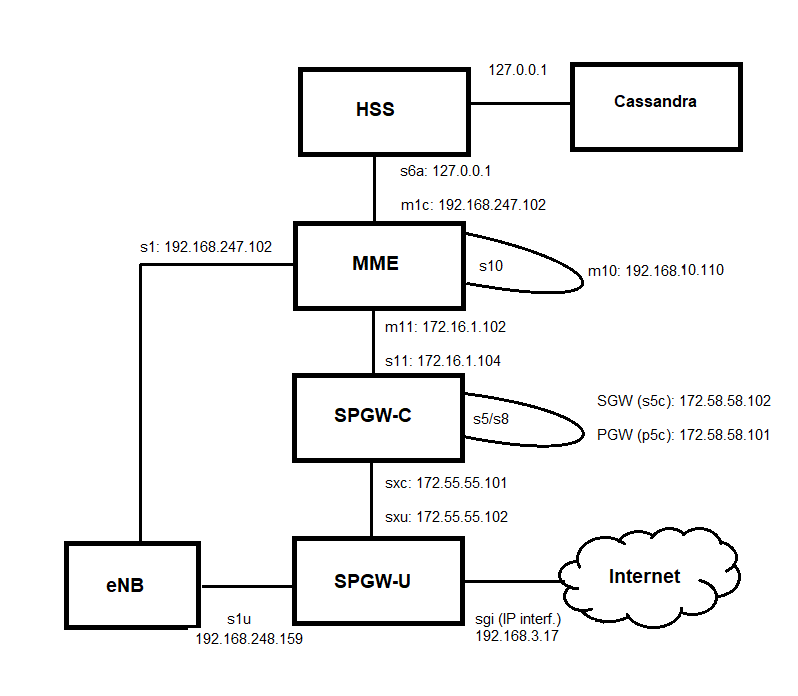 127.0.0.1
HSS
Cassandra
s6a: 127.0.0.1
m1c: 192.168.247.102
s1: 192.168.247.102
MME
s10
m10: 192.168.10.110
m11: 172.16.1.102
s11: 172.16.1.104
SPGW-C
s5/s8
SGW (s5c): 172.58.58.102
PGW (p5c): 172.58.58.101
sxc: 172.55.55.101
sxu: 172.55.55.102
eNB
SPGW-U
Internet
s1u
192.168.248.159
sgi (IP interf.)
192.168.3.17